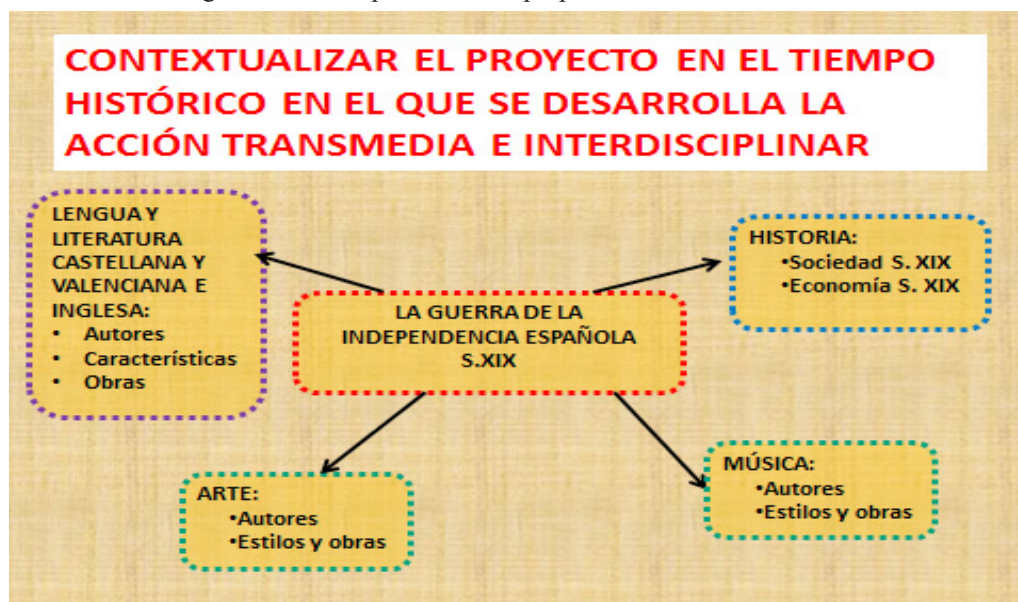 CONTEXTUALIZAR EL PROYECTO EN EL TIEMPO
HISTÓRICO EN EL QUE SE DESARROLLA LA
ACCIÓN TRANSMEDIA E INTERDISCIPLINAR
LENGUA Y
LITERATURA
CASTELLANA Y
VALENCIANA E
INGLESA:
• Autores
• Características
• Obras
HISTORIA:
•Sociedad S. XIX
•Economía S. XIX
LA GUERRA DE LA
INDEPENDENCIA ESPAÑOLA
S.XIX
ARTE:
•Autores
•Estilos y obras
MÚSICA:
•Autores
•Estilos y obras